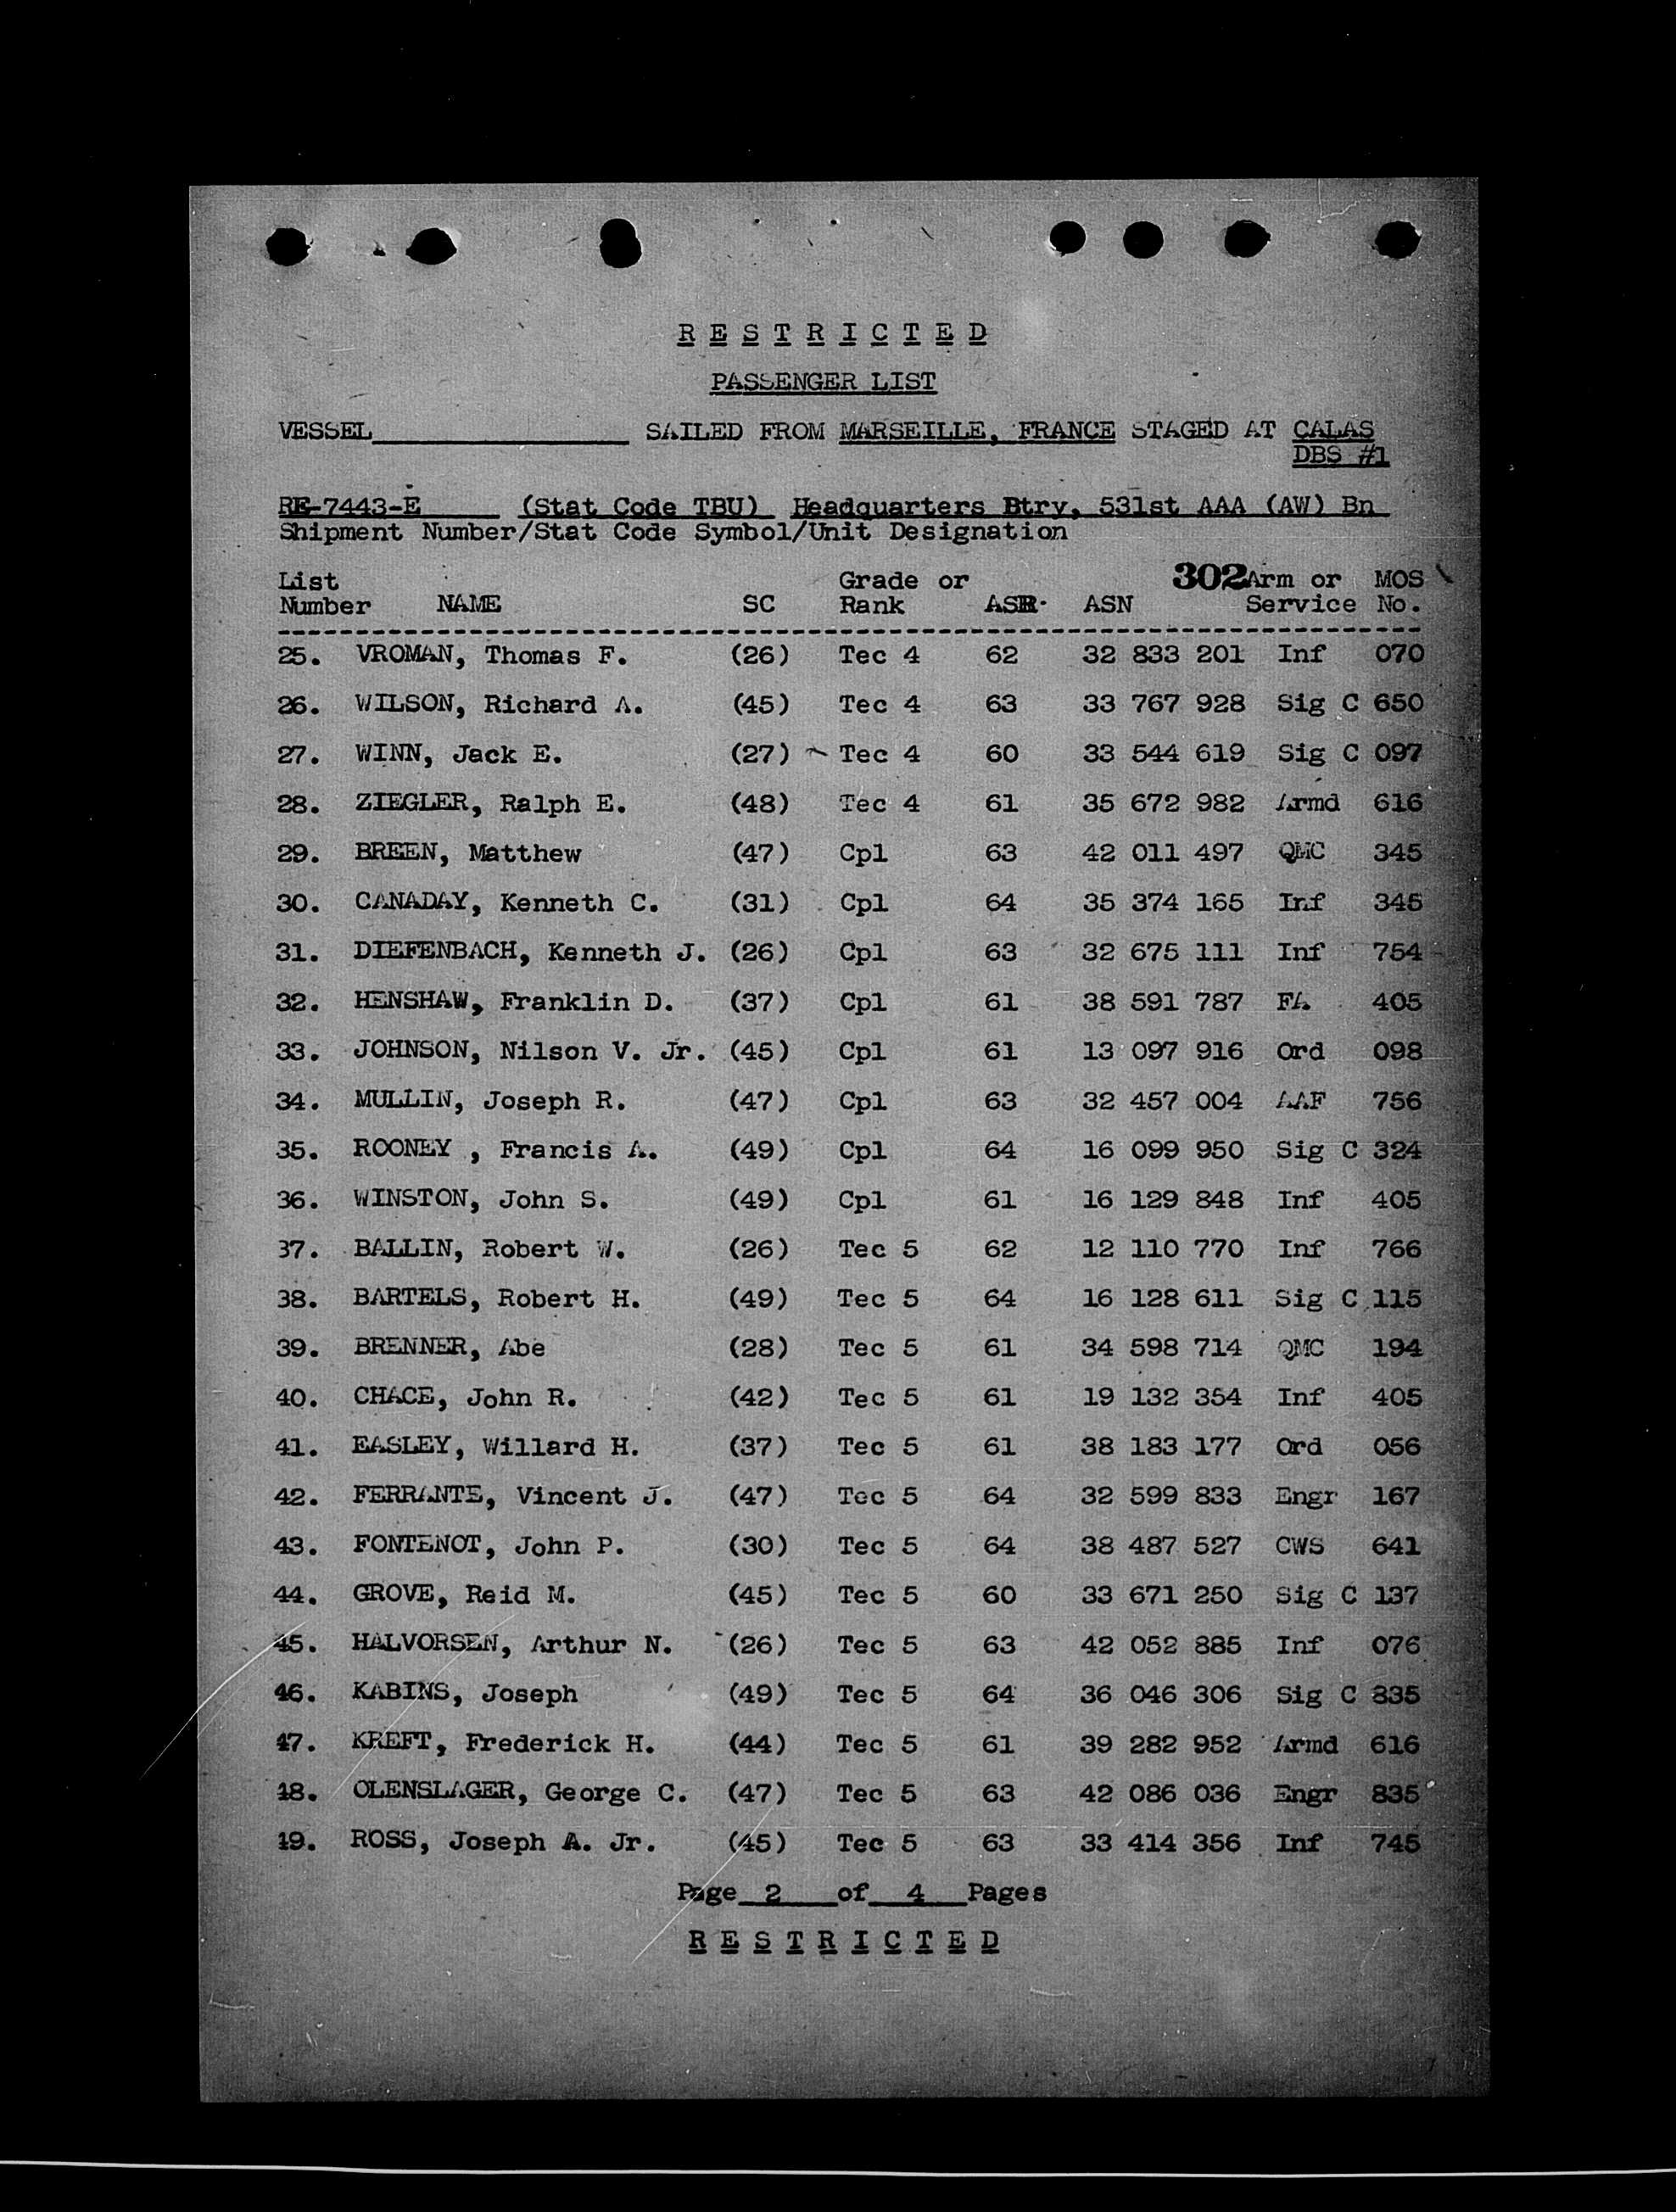 R E S T R I C T E D
PASSENGER LIST
VESSEL SAILED FROM MARSEILLE, FRANCE STAGED AT CALAS
DBS #1
RE-7443-E (Stat Code TBU) Headquarters Btry, 531st AAA (AW) Bn
Shipment Number/Stat Code Symbol/Unit Designation
List Grade or 302 Arm or MOS
Number NAME SC Rank ASR ASN Service No.
25. VROMAN, Thomas F. (26) Tec 4 62 32 833 201 Inf 070
26. WILSON, Richard A. (45) Tec 4 63 33 767 928 Sig C 650
27. WINN, Jack E. (27) Tec 4 60 33 544 619 Sig C 097
28. ZIEGLER, Ralph E. (48) Tec 4 61 35 672 982 Armd 616
29. BREEN, Matthew (47) Cpl 63 42 011 497 QMC 345
30. CANADAY, Kenneth C. (31) Cpl 64 35 374 165 Inf 345
31. DIEFENBACH, Kenneth J. (26) Cpl 63 32 675 111 Inf 754
32. HENSHAW, Franklin D. (37) Cpl 61 38 591 787 FA 405
33. JOHNSON, Nilson V. Jr. (45) Cpl 61 13 097 916 Ord 098
34. MULLIN, Joseph R. (47) Cpl 63 32 457 004 AAF 756
35. ROONEY , Francis A. (49) Cpl 64 16 099 950 Sig C 324
36. WINSTON, John S. (49) Cpl 61 16 129 848 Inf 405
37. BALLIN, Robert W. (26) Tec 5 62 12 110 770 Inf 766
38. BARTELS, Robert H. (49) Tec 5 64 16 128 611 Sig C 115
39. BRENNER, Abe (28) Tec 5 61 34 598 714 QMC 194
40. CHACE, John R. (42) Tec 5 61 19 132 354 Inf 405
41. EASLEY, Willard H. (37) Tec 5 61 38 183 177 Ord 056
42. FERRANTE, Vincent J. (47) Tec 5 64 32 599 833 Engr 167
43. FONTENOT, John P. (30) Tec 5 64 38 487 527 CWS 641
44. GROVE, Reid M. (45) Tec 5 60 33 671 250 Sig C 137
45. HALVORSEN, Arthur N. (26) Tec 5 63 42 052 885 Inf 076
46. KABINS, Joseph (49) Tec 5 64 36 046 306 Sig C 835
47. KREFT, Frederick H. (44) Tec 5 61 39 282 952 Armd 616
48. OLENSLAGER, George C. (47) Tec 5 63 42 086 036 Engr 835
49. ROSS, Joseph A. Jr. (45) Tec 5 63 33 414 356 Inf 745
Page 2 of 4 Pages
R E S T R I C T E D